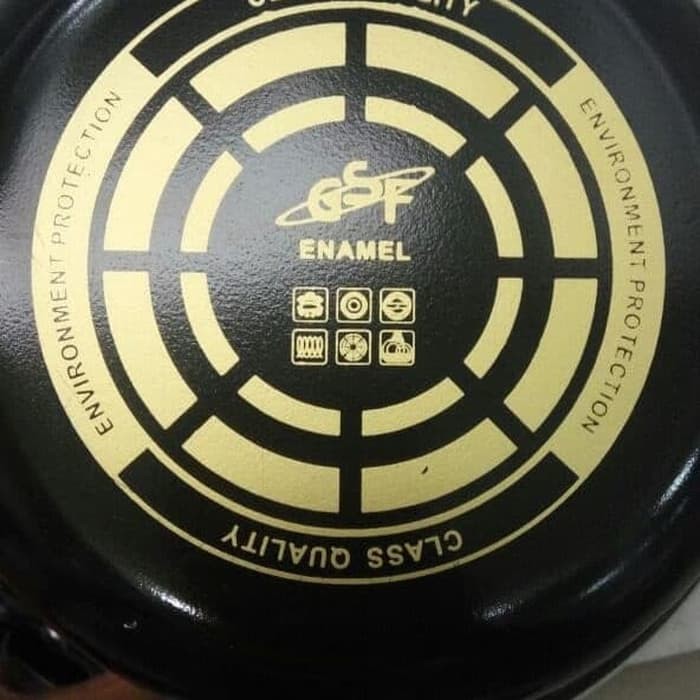 ENVIRONMENT PROTECTION
ENVIRONMENT PROTECTION
GSF
ENAMEL
CLASS QUALITY